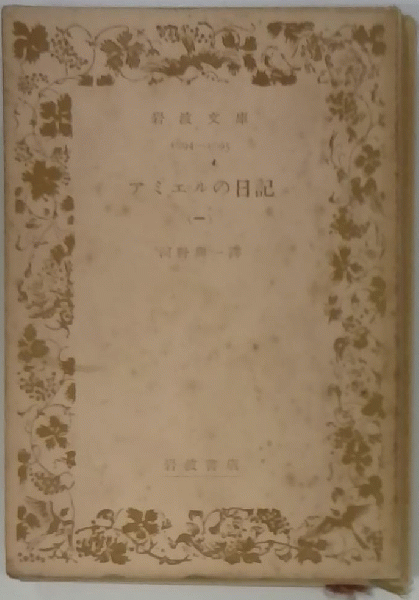 岩波文庫
アミエルの日記
(一)
河野與一譯
岩波書店